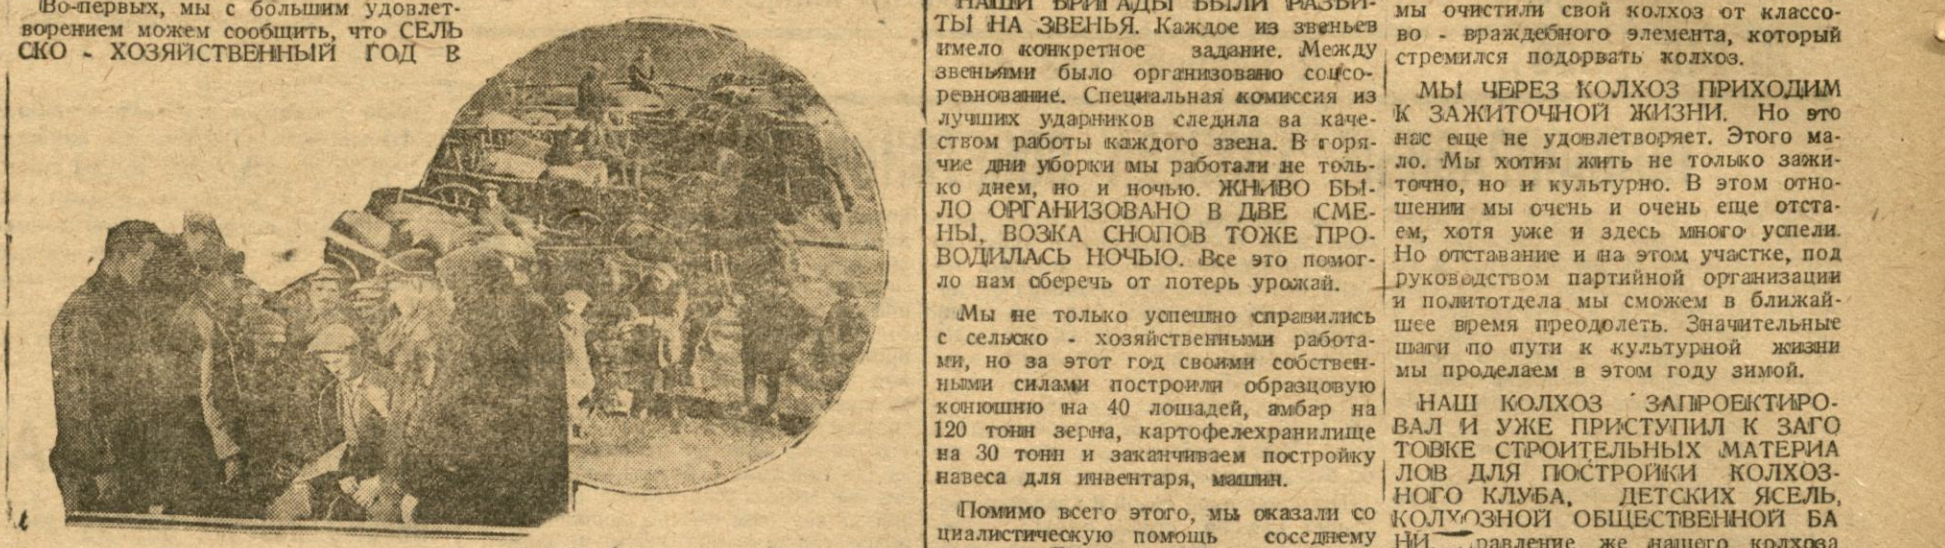 Во-первых, мы с большим удовлет-
ворением можем сообщить, что СЕЛЬ
СКО - ХОЗЯЙСТВЕННЫЙ ГОД В
НАШИ БРИГАДЫ БЫЛИ РАЗБИ-
ТЫ НА ЗВЕНЬЯ. Каждое из звеньев
имело конкретное задание. Между
звеньями было организовано соцсо-
ревнование. Специальная комиссия из
лучших ударников следила за каче-
ством работы каждого звена. В горя-
чие дни уборки мы работали не толь-
ко днем, но и ночью. ЖНИВО БЫ-
ЛО ОРГАНИЗОВАНО В ДВЕ СМЕ-
НЫ, ВОЗКА СНОПОВ ТОЖЕ ПРО-
ВОДИЛАСЬ НОЧЬЮ. Все это помог-
ло нам сберечь от потерь урожай.
Мы не только успешно справились
с сельско - хозяйственными работа-
ми, но за этот год своими собствен-
ными силами построили образцовую
конюшню на 40 лошадей, амбар на
120 тонн зерна, картофелехранилище
на 30 тонн и заканчиваем постройку
навеса для инвентаря, машин.
Помимо всего этого, мы оказали со
циалистическую помощь соседнему
мы очистили свой колхоз от классо-
во - враждебного элемента, который
стремился подорвать колхоз.
МЫ ЧЕРЕЗ КОЛХОЗ ПРИХОДИМ
К ЗАЖИТОЧНОЙ ЖИЗНИ. Но это
нас еще не удовлетворяет. Этого ма-
ло. Мы хотим жить не только зажи-
точно, но и культурно. В этом отно-
шении мы очень и очень еще отста-
ем, хотя уже и здесь много успели.
Но отставание и на этом участке, под
руководством партийной организации
и политотдела мы сможем в ближай-
шее время преодолеть. Значительные
шаги по пути к культурной жизни
мы проделаем в этом году зимой.
НАШ КОЛХОЗ ЗАПРОЕКТИРО-
ВАЛ И УЖЕ ПРИСТУПИЛ К ЗАГО
ТОВКЕ СТРОИТЕЛЬНЫХ МАТЕРИА
ЛОВ ДЛЯ ПОСТРОЙКИ КОЛХОЗ-
НОГО КЛУБА, ДЕТСКИХ ЯСЕЛЬ,
КОЛХОЗНОЙ ОБЩЕСТВЕННОЙ БА
НИ. равление же нашего колхоза